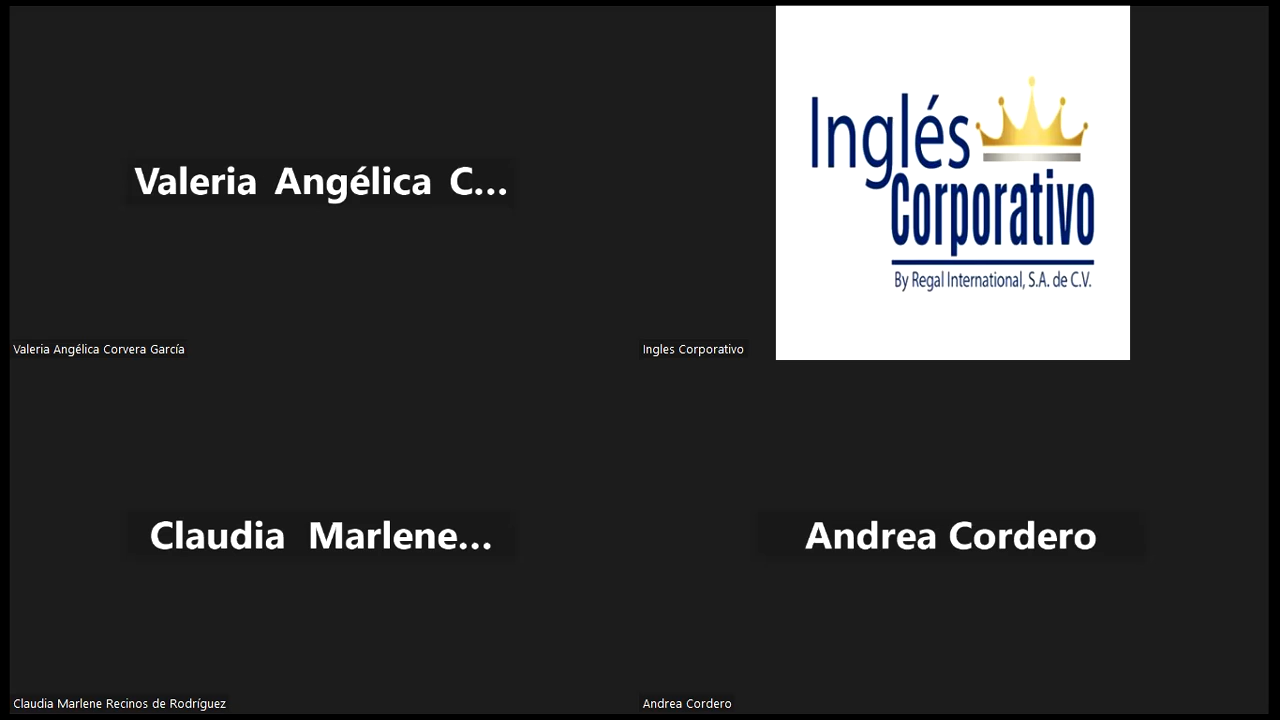 Valeria Angélica C...
Valeria Angélica Corvera García
Inglés
Corporativo
By Regal International, S.A. de C.V.
Ingles Corporativo
Claudia Marlene...
Claudia Marlene Recinos de Rodríguez
Andrea Cordero
Andrea Cordero